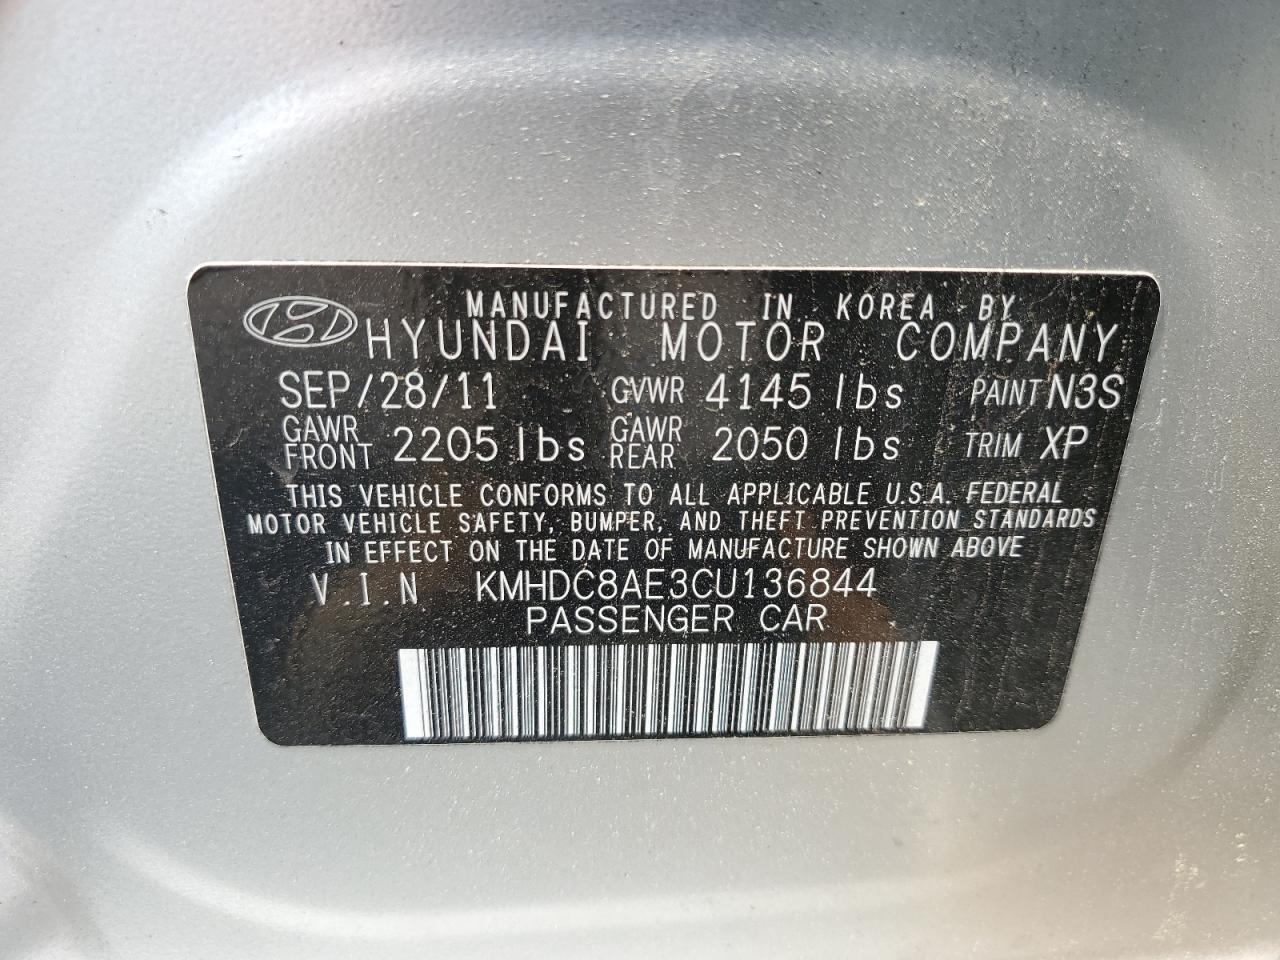 MANUFACTURED IN KOREA BY
HYUNDAI MOTOR COMPANY
SEP/28/11 GVWR 4145 lbs PAINT N3S
GAWR FRONT 2205 lbs GAWR REAR 2050 lbs TRIM XP
THIS VEHICLE CONFORMS TO ALL APPLICABLE U.S.A. FEDERAL
MOTOR VEHICLE SAFETY, BUMPER, AND THEFT PREVENTION STANDARDS
IN EFFECT ON THE DATE OF MANUFACTURE SHOWN ABOVE
V.I.N KMHDC8AE3CU136844
PASSENGER CAR